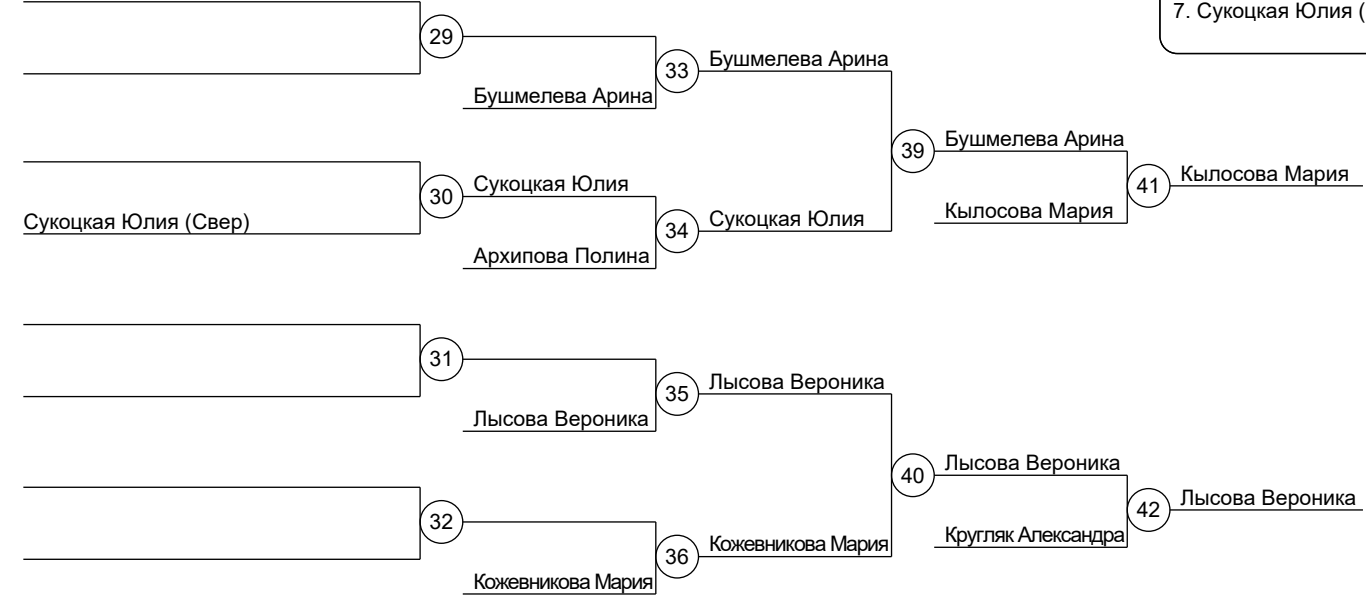 7. Сукоцкая Юлия (
29
33
Бушмелева Арина
Бушмелева Арина
39
Бушмелева Арина
41
Кылосова Мария
30
Сукоцкая Юлия
Кылосова Мария
Сукоцкая Юлия (Свер)
34
Сукоцкая Юлия
Архипова Полина
31
35
Лысова Вероника
Лысова Вероника
40
Лысова Вероника
42
Лысова Вероника
32
Кругляк Александра
36
Кожевникова Мария
Кожевникова Мария